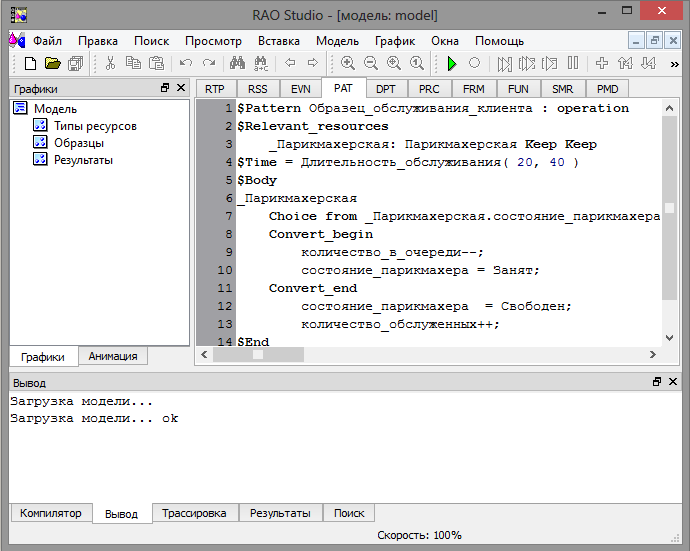 RAO Studio - [модель: model]
Файл Правка Поиск Просмотр Вставка Модель График Окна Помощь
Графики
RTP RSS EVN PAT DPT PRC FRM FUN SMR PMD
Модель
Типы ресурсов
Образцы
Результаты
1 $Pattern Образец_обслуживания_клиента : operation
2 $Relevant_resources
3 _Парикмахерская: Парикмахерская Keep Keep
4 $Time = Длительность_обслуживания( 20, 40 )
5 $Body
6 _Парикмахерская
7 Choice from _Парикмахерская.состояние_парикмахера
8 Convert_begin
9 количество_в_очереди--;
10 состояние_парикмахера = Занят;
11 Convert_end
12 состояние_парикмахера = Свободен;
13 количество_обслуженных++;
14 $End
Графики Анимация
Вывод
Загрузка модели...
Загрузка модели... ok
Компилятор Вывод Трассировка Результаты Поиск
Скорость: 100%